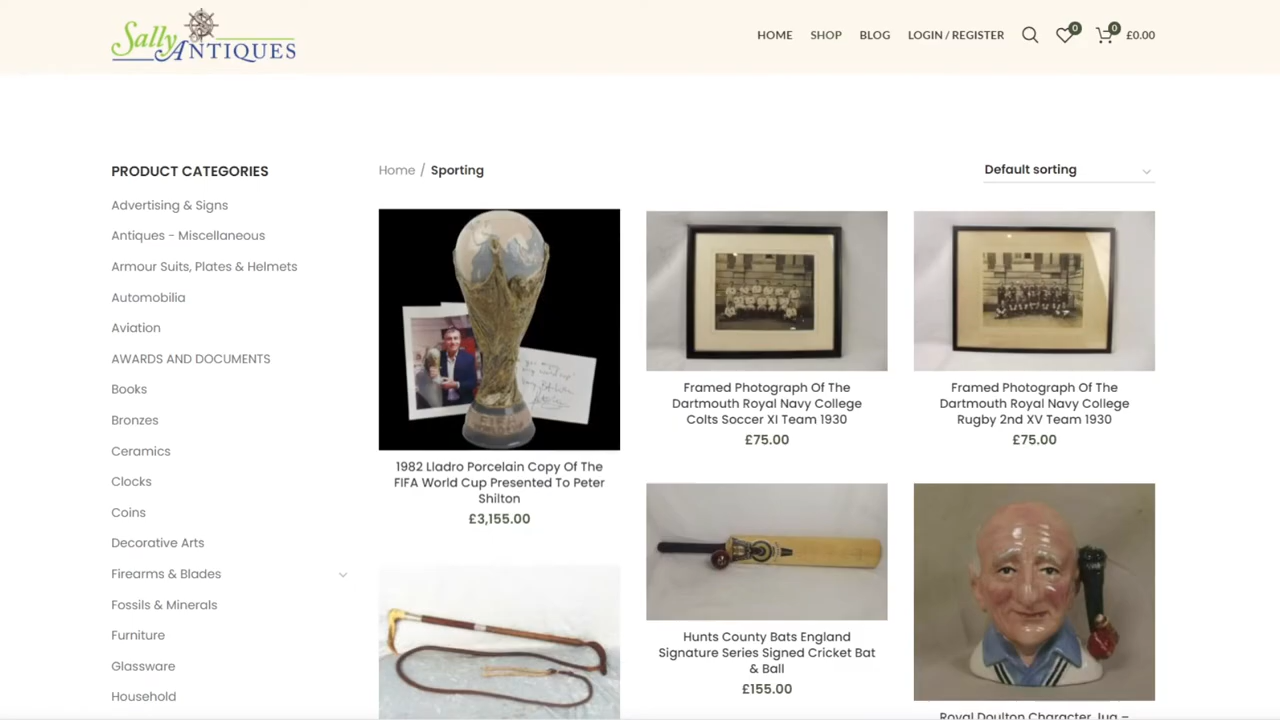 Sally
ANTIQUES
HOME
SHOP
BLOG
LOGIN / REGISTER
0
0
£0.00
PRODUCT CATEGORIES
Advertising & Signs
Antiques - Miscellaneous
Armour Suits, Plates & Helmets
Automobilia
Aviation
AWARDS AND DOCUMENTS
Books
Bronzes
Ceramics
Clocks
Coins
Decorative Arts
Firearms & Blades
Fossils & Minerals
Furniture
Glassware
Household
Home / Sporting
Default sorting
1982 Lladro Porcelain Copy Of The
FIFA World Cup Presented To Peter
Shilton
£3,155.00
Framed Photograph Of The
Dartmouth Royal Navy College
Colts Soccer XI Team 1930
£75.00
Framed Photograph Of The
Dartmouth Royal Navy College
Rugby 2nd XV Team 1930
£75.00
Hunts County Bats England
Signature Series Signed Cricket Bat
& Ball
£155.00
Royal Doulton Character Jug –